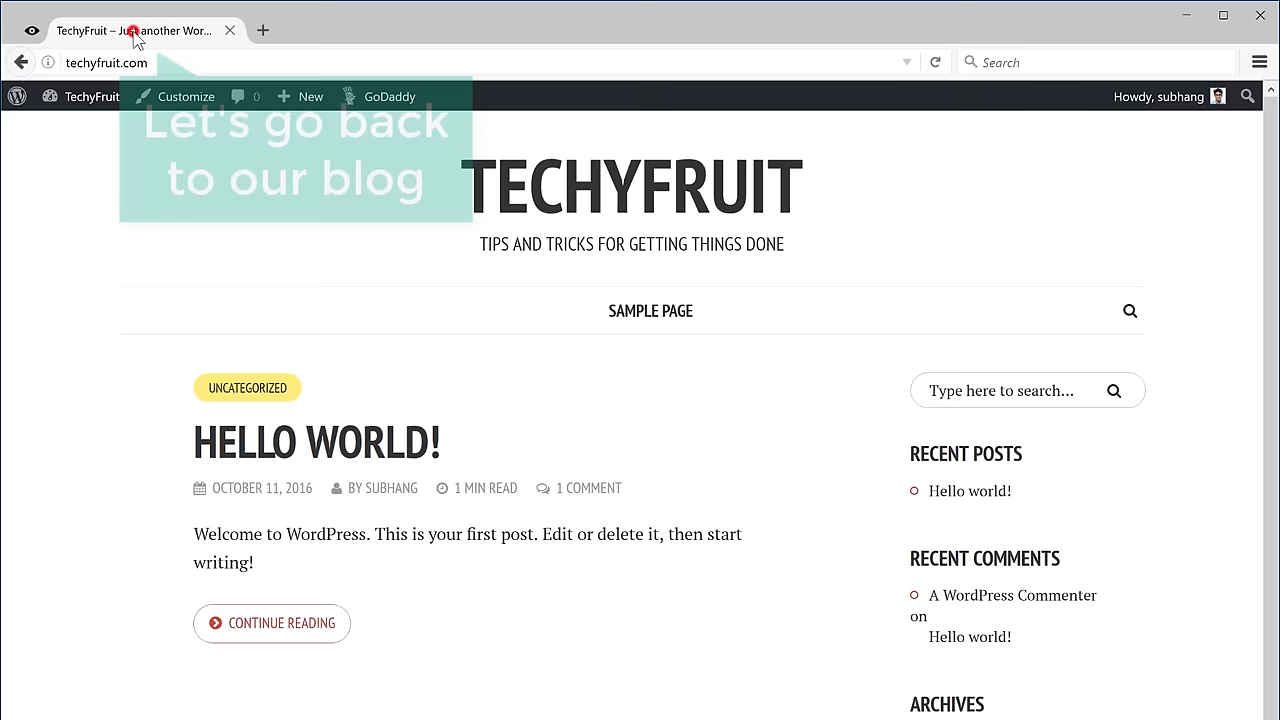 TechyFruit – Just another Wor...
techyfruit.com
Search
TechyFruit
Customize
0
New
GoDaddy
Howdy, subhang
Let's go back
to our blog
TECHYFRUIT
TIPS AND TRICKS FOR GETTING THINGS DONE
SAMPLE PAGE
UNCATEGORIZED
HELLO WORLD!
OCTOBER 11, 2016 BY SUBHANG 1 MIN READ 1 COMMENT
Welcome to WordPress. This is your first post. Edit or delete it, then start
writing!
CONTINUE READING
Type here to search...
RECENT POSTS
Hello world!
RECENT COMMENTS
A WordPress Commenter
on
Hello world!
ARCHIVES